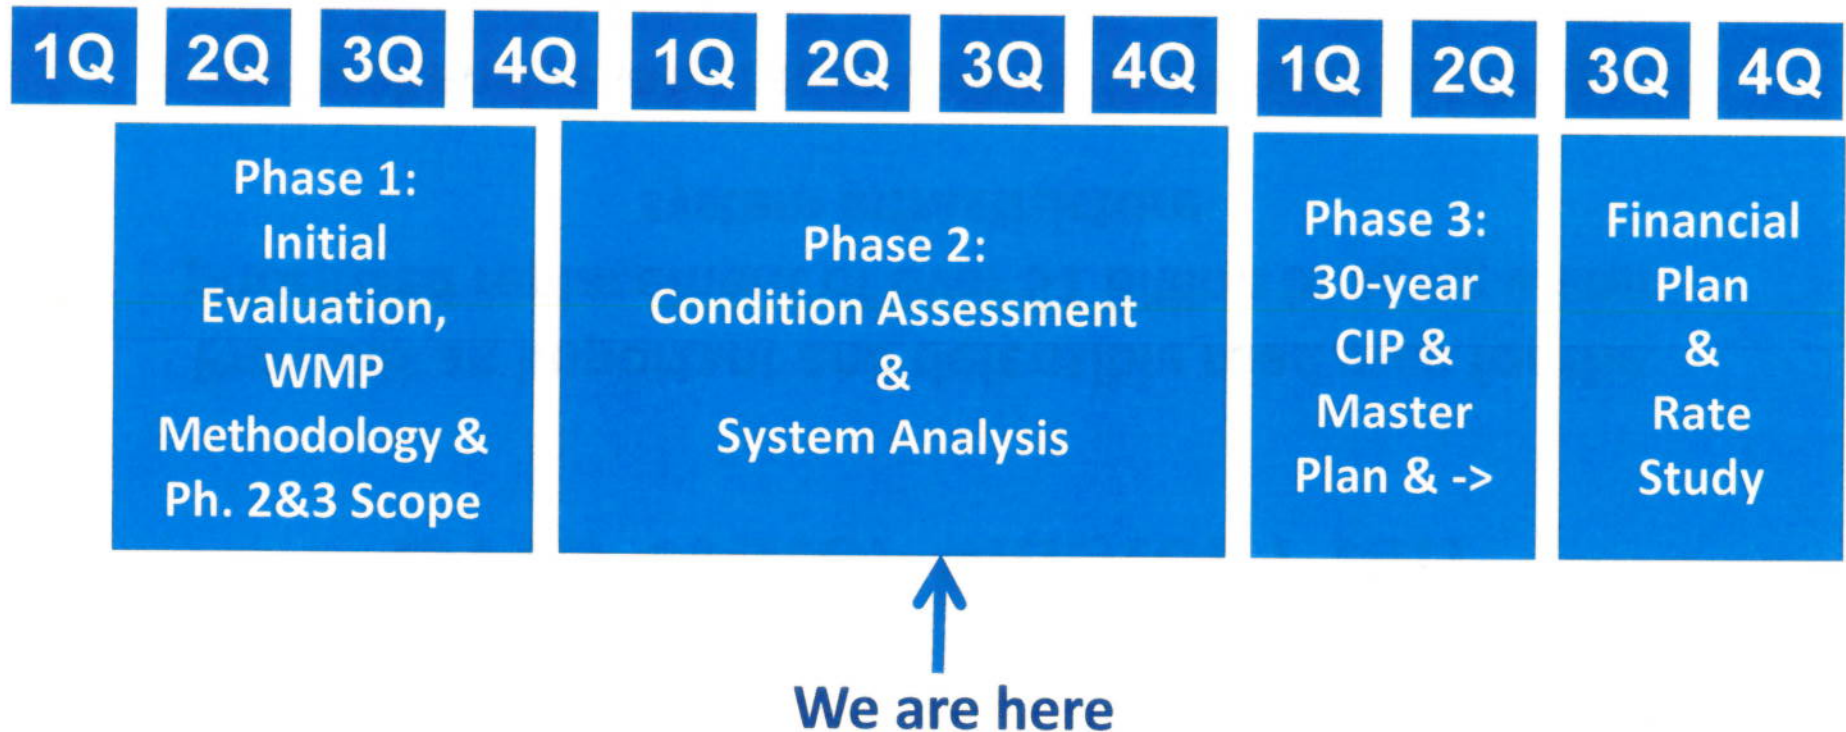 1Q 2Q 3Q 4Q 1Q 2Q 3Q 4Q 1Q 2Q 3Q 4Q
Phase 1:
Initial
Evaluation,
WMP
Methodology &
Ph. 2&3 Scope
Phase 2:
Condition Assessment
&
System Analysis
Phase 3:
30-year
CIP &
Master
Plan & ->
Financial
Plan
&
Rate
Study
We are here